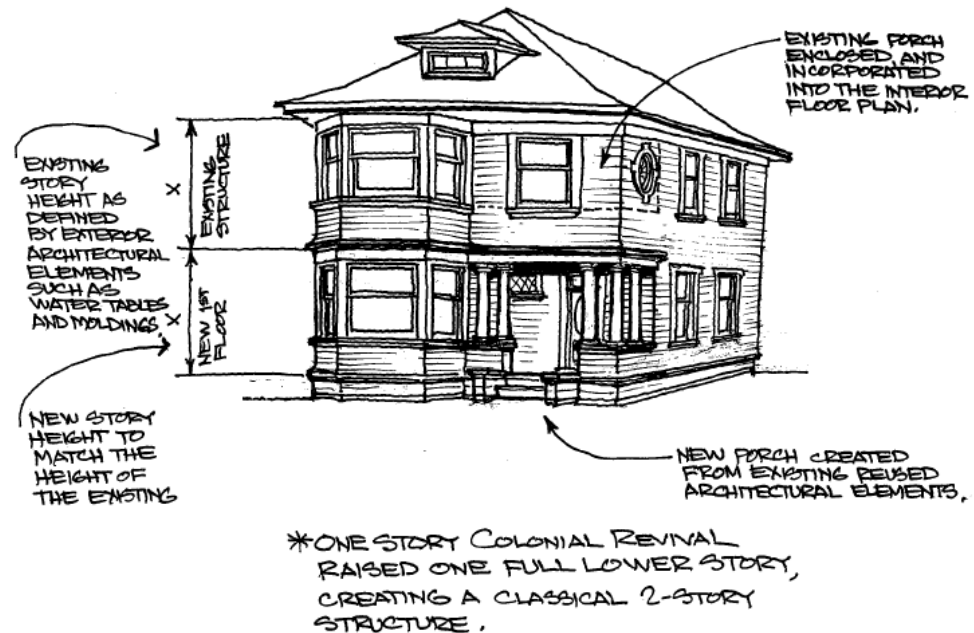 EXISTING PORCH
ENCLOSED, AND
INCORPORATED
INTO THE INTERIOR
FLOOR PLAN.
EXISTING
STORY
HEIGHT AS
DEFINED
BY EXTERIOR
ARCHITECTURAL
ELEMENTS
SUCH AS
WATER TABLES
AND MOLDINGS.
X
EXISTING
STRUCTURE
X
NEW 1ST
FLOOR
NEW STORY
HEIGHT TO
MATCH THE
HEIGHT OF
THE EXISTING
NEW PORCH CREATED
FROM EXISTING REUSED
ARCHITECTURAL ELEMENTS.
*ONE STORY COLONIAL REVIVAL
RAISED ONE FULL LOWER STORY,
CREATING A CLASSICAL 2-STORY
STRUCTURE.